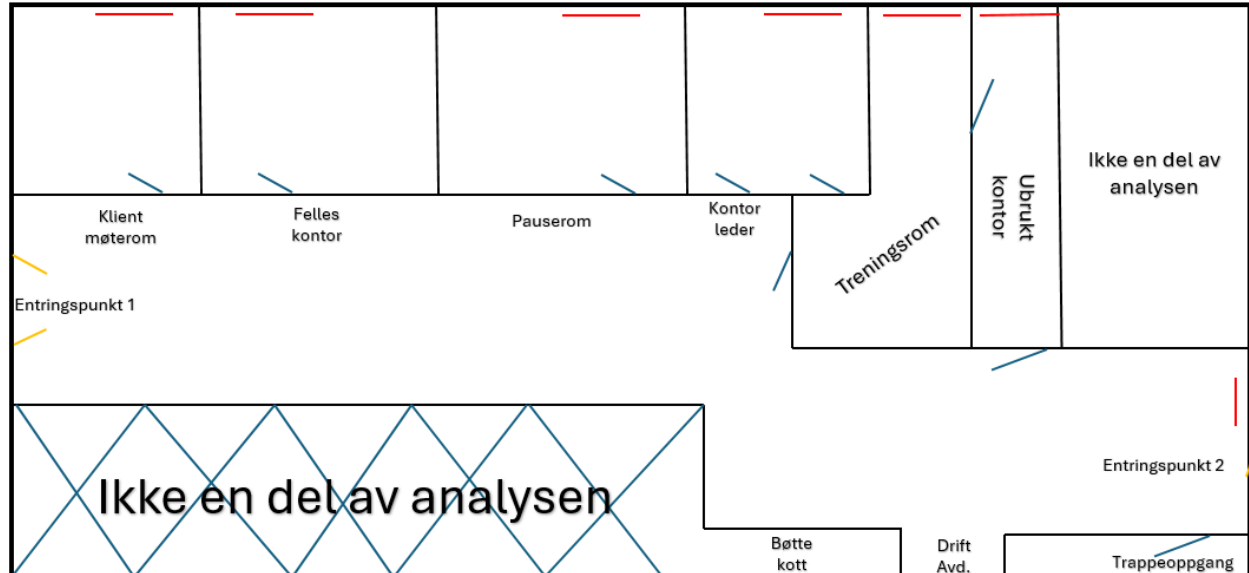 Ikke en del av
analysen
Ubrukt
kontor
Klient
møterom
Felles
kontor
Pauserom
Kontor
leder
Treningsrom
Entringspunkt 1
Entringspunkt 2
Ikke en del av analysen
Bøtte
kott
Drift
Avd.
Trappeoppgang